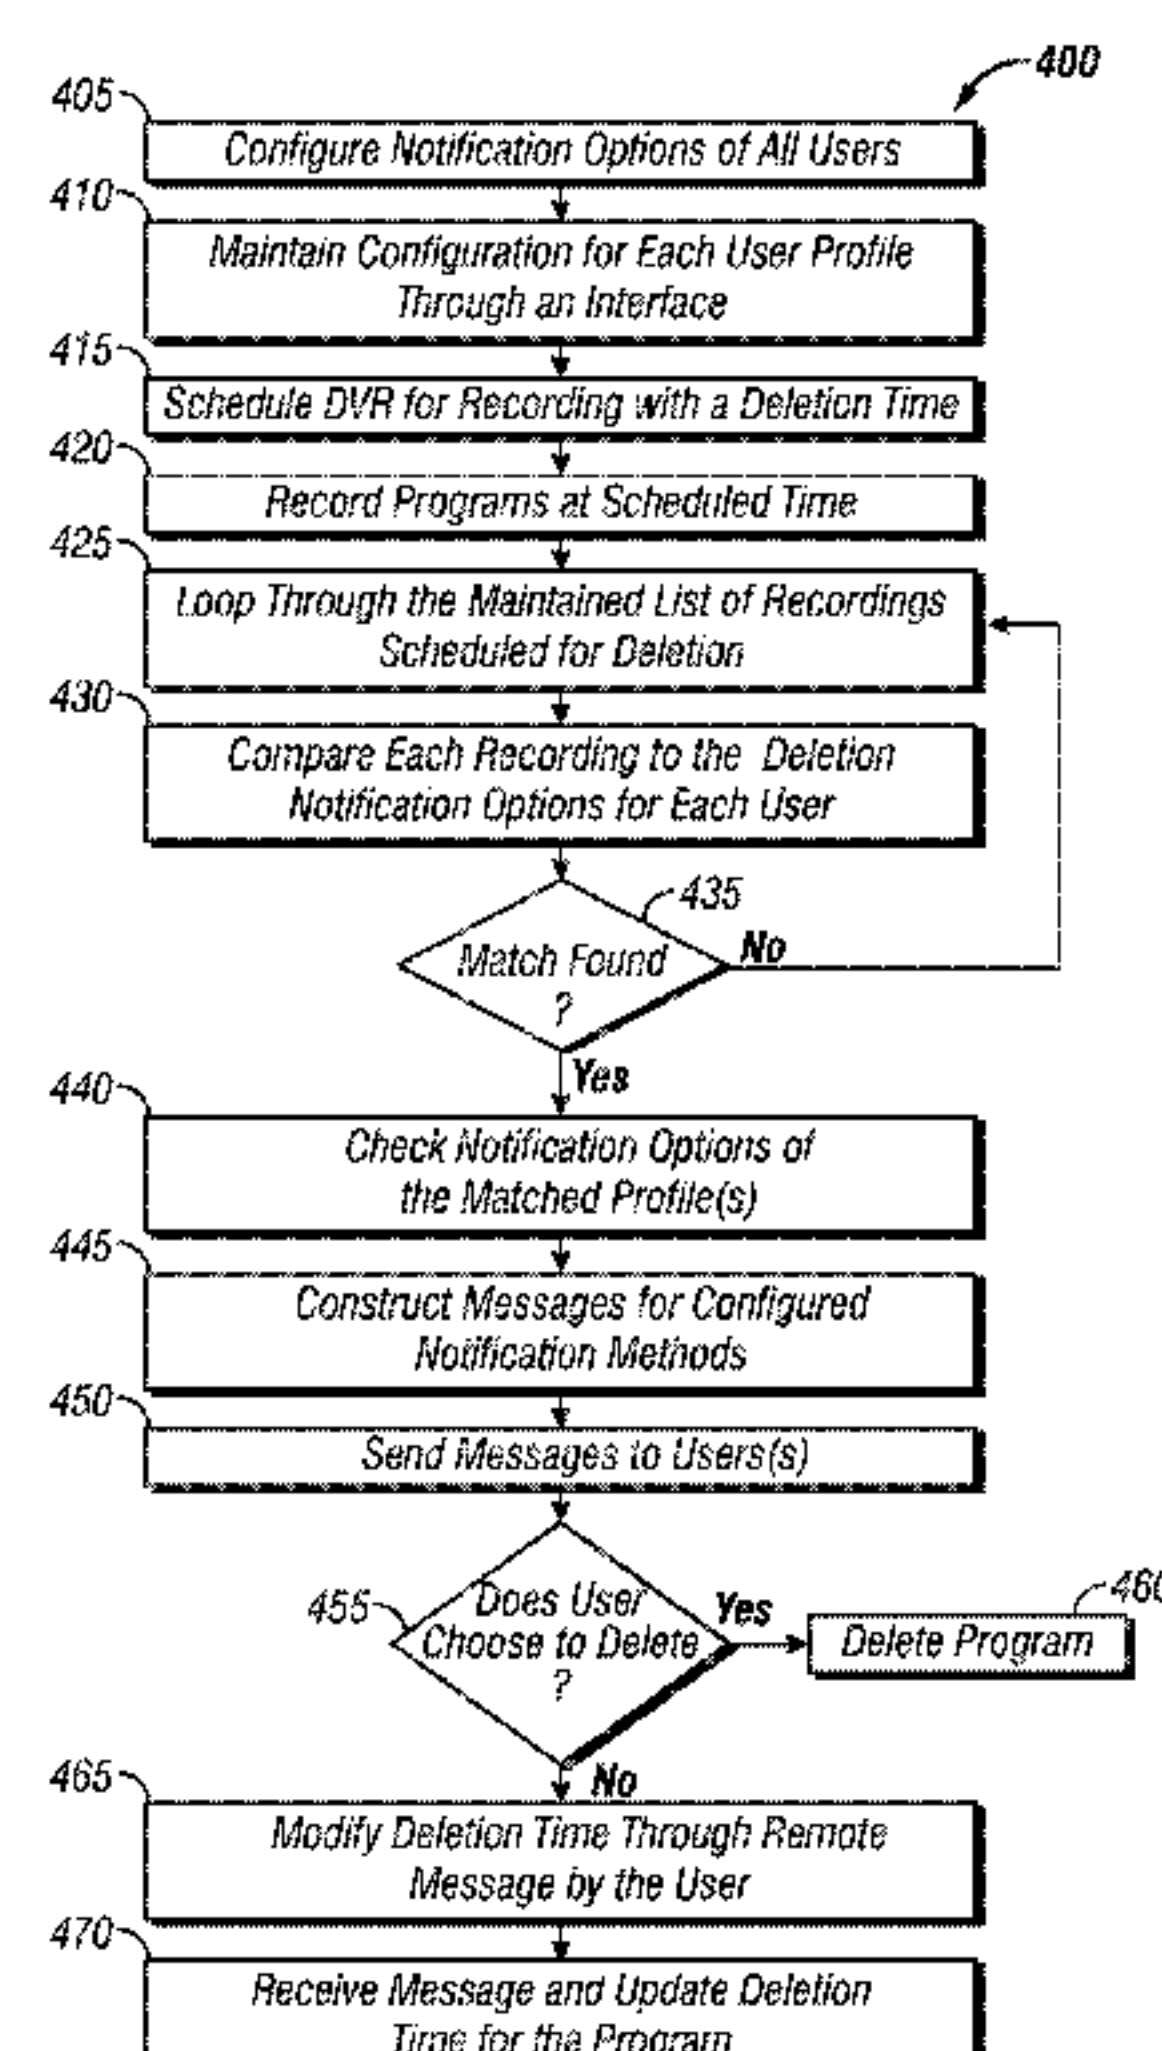 400
405
Configure Notification Options of All Users
410
Maintain Configuration for Each User Profile
Through an Interface
415
Schedule DVR for Recording with a Deletion Time
420
Record Programs at Scheduled Time
425
Loop Through the Maintained List of Recordings
Scheduled for Deletion
430
Compare Each Recording to the Deletion
Notification Options for Each User
435
Match Found
?
No
Yes
440
Check Notification Options of
the Matched Profile(s)
445
Construct Messages for Configured
Notification Methods
450
Send Messages to Users(s)
455
Does User
Choose to Delete
?
Yes
460
Delete Program
No
465
Modify Deletion Time Through Remote
Message by the User
470
Receive Message and Update Deletion
Time for the Program